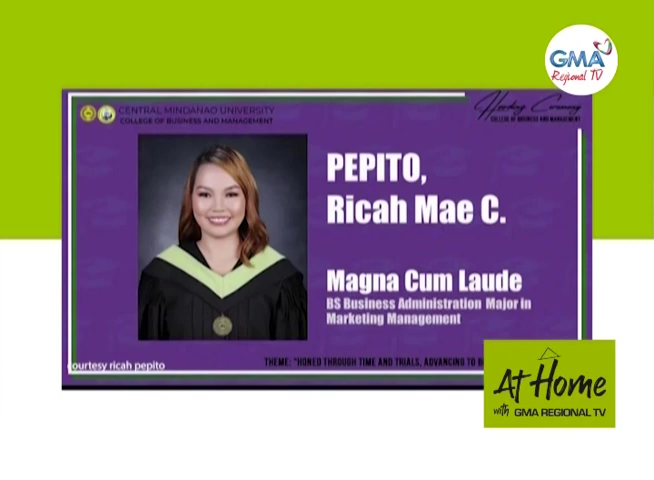 GMA
Regional TV
CENTRAL MINDANAO UNIVERSITY
COLLEGE OF BUSINESS AND MANAGEMENT
Hooding Ceremony
COLLEGE OF BUSINESS AND MANAGEMENT
PEPITO,
Ricah Mae C.
Magna Cum Laude
BS Business Administration Major in
Marketing Management
courtesy ricah pepito
THEME: "HONED THROUGH TIME AND TRIALS, ADVANCING TO
At Home
with GMA REGIONAL TV